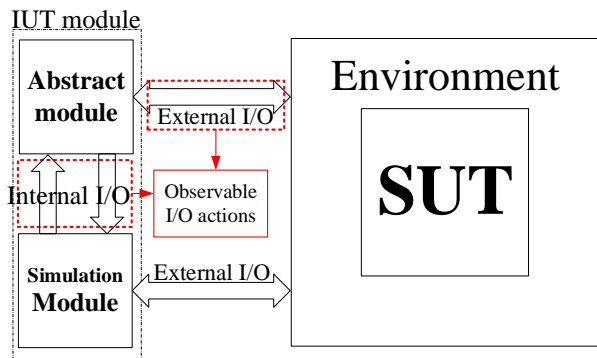 IUT module
Abstract
module
External I/O
Environment
SUT
Internal I/O
Observable
I/O actions
Simulation
Module
External I/O